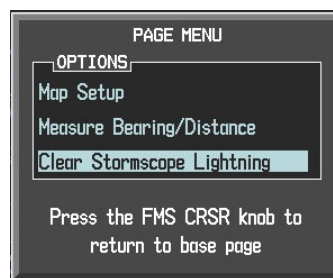 PAGE MENU
OPTIONS
Map Setup
Measure Bearing/Distance
Clear Stormscope Lightning
Press the FMS CRSR knob to
return to base page